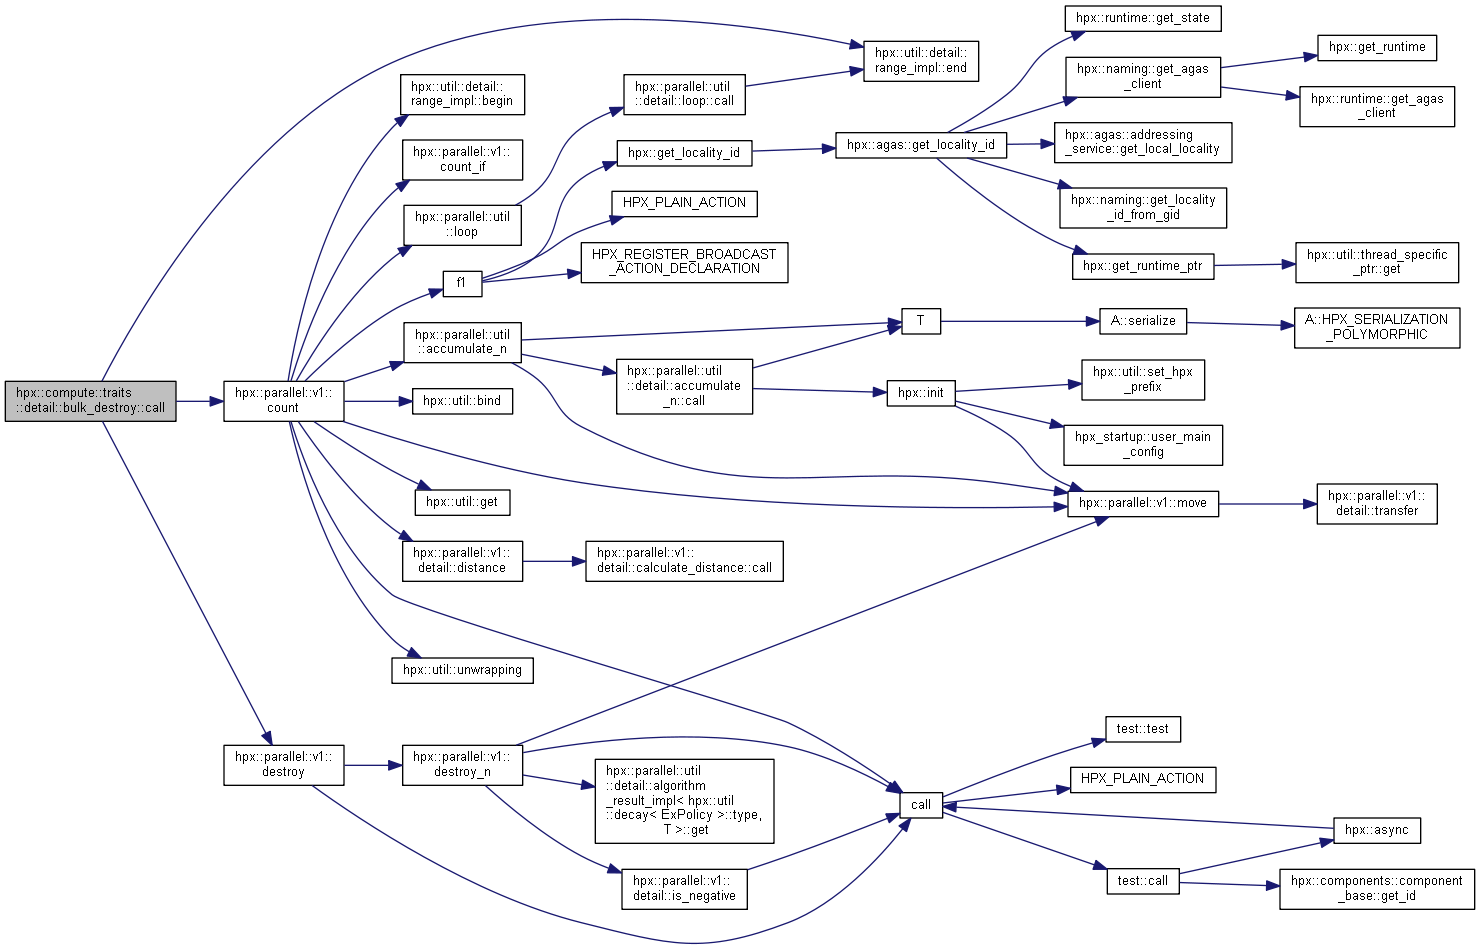 hpx::compute::traits
::detail::bulk_destroy::call
hpx::parallel::v1::
count
hpx::parallel::v1::
destroy
hpx::util::detail::
range_impl::begin
hpx::parallel::v1::
count_if
hpx::parallel::util
::loop
f1
hpx::parallel::util
::accumulate_n
hpx::util::bind
hpx::util::get
hpx::parallel::v1::
detail::distance
hpx::util::unwrapping
hpx::parallel::v1::
destroy_n
hpx::parallel::util
::detail::loop::call
hpx::get_locality_id
HPX_PLAIN_ACTION
HPX_REGISTER_BROADCAST
_ACTION_DECLARATION
hpx::parallel::util
::detail::accumulate
_n::call
hpx::parallel::v1::
detail::calculate_distance::call
hpx::parallel::util
::detail::algorithm
_result_impl< hpx::util
::decay< ExPolicy >::type,
T >::get
hpx::parallel::v1::
detail::is_negative
hpx::util::detail::
range_impl::end
hpx::agas::get_locality_id
T
hpx::init
call
hpx::runtime::get_state
hpx::naming::get_agas
_client
hpx::agas::addressing
_service::get_local_locality
hpx::naming::get_locality
_id_from_gid
hpx::get_runtime_ptr
A::serialize
hpx::util::set_hpx
_prefix
hpx_startup::user_main
_config
hpx::parallel::v1::move
test::test
HPX_PLAIN_ACTION
test::call
hpx::get_runtime
hpx::runtime::get_agas
_client
hpx::util::thread_specific
_ptr::get
A::HPX_SERIALIZATION
_POLYMORPHIC
hpx::parallel::v1::
detail::transfer
hpx::async
hpx::components::component
_base::get_id